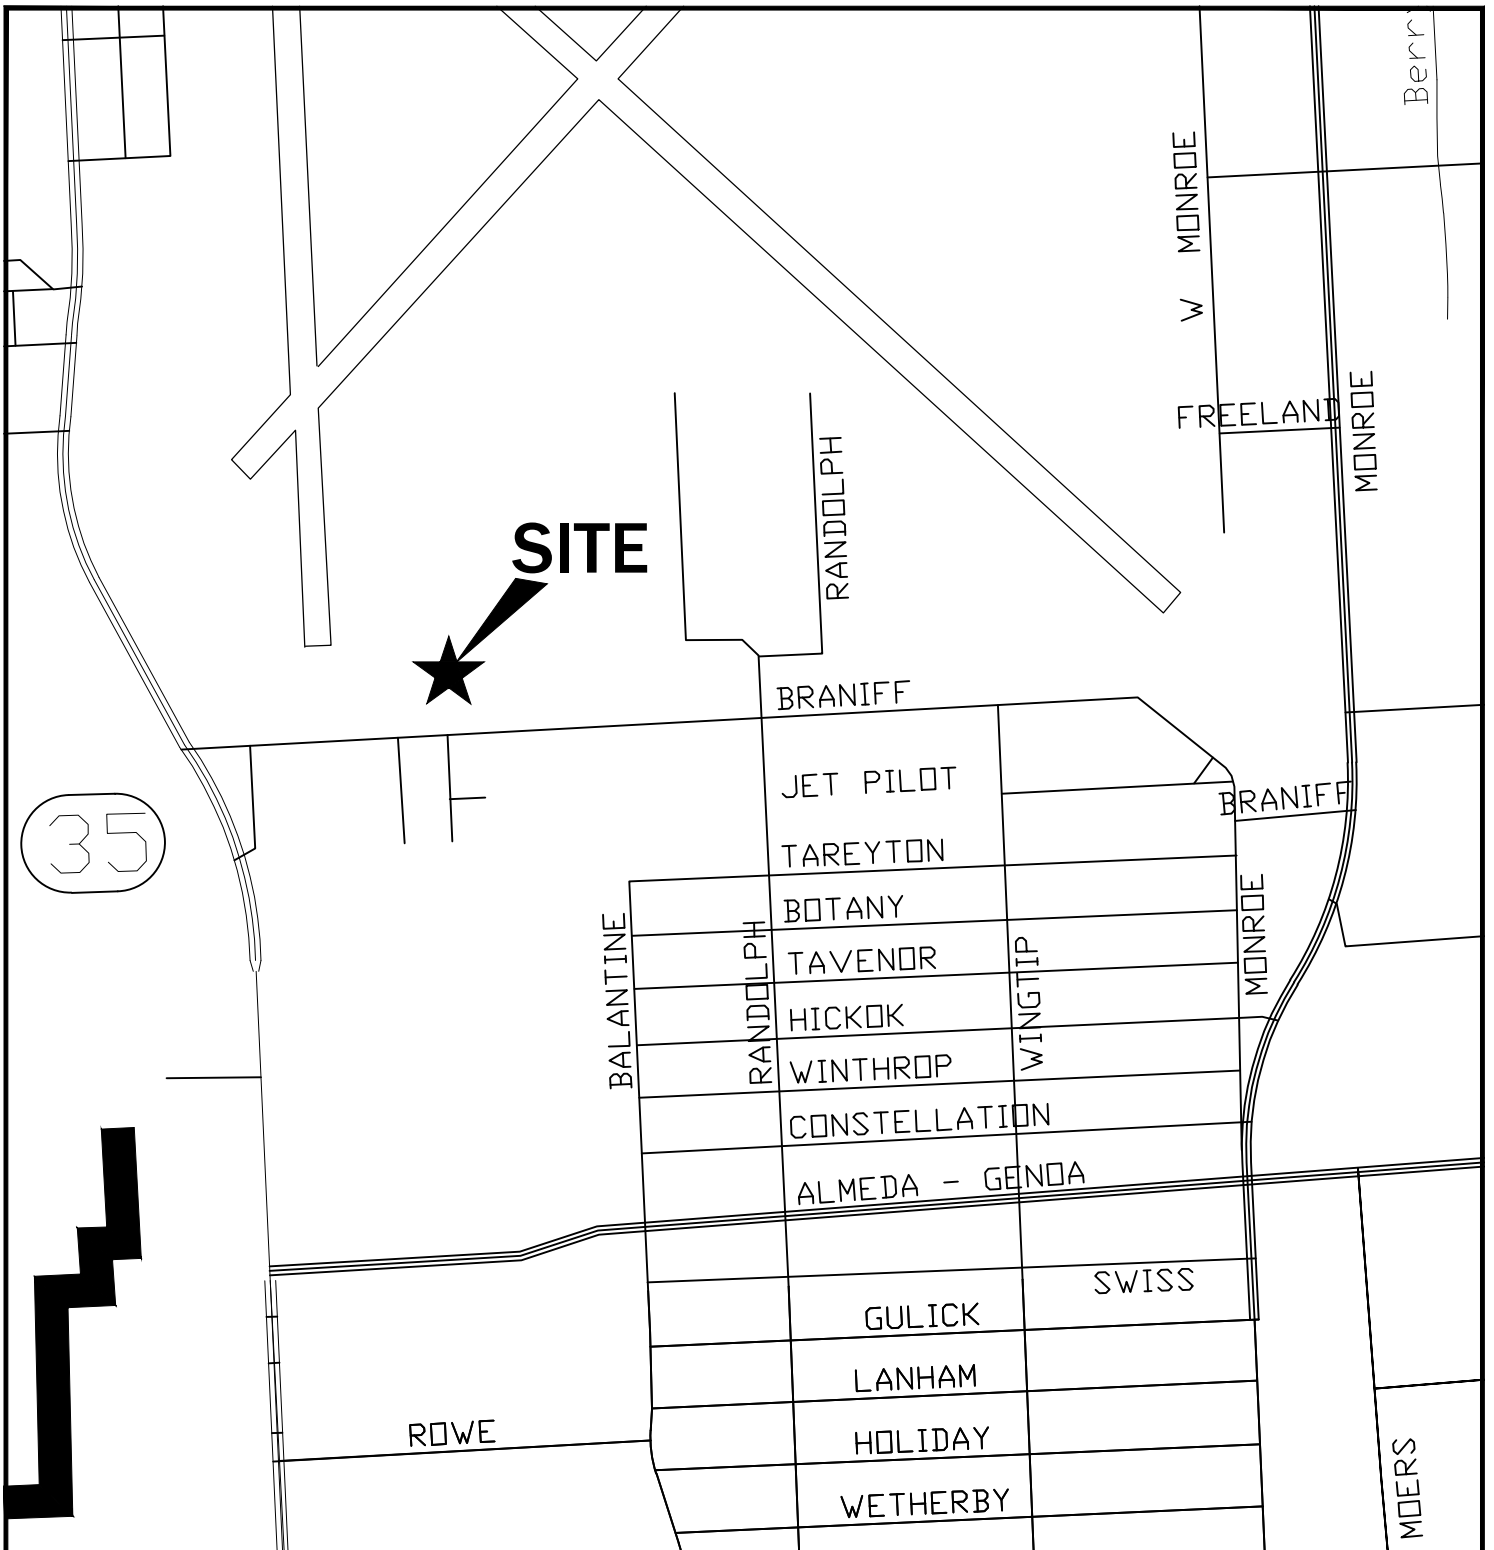 Berr
W MONROE
FREELAND
MONROE
RANDOLPH
SITE
BRANIFF
JET PILOT
BRANIFF
35
TAREYTON
BOTANY
MONROE
BALANTINE
RANDOLPH
TAVENOR
WINGTIP
HICKOK
WINTHROP
CONSTELLATION
ALMEDA - GENOA
SWISS
GULICK
LANHAM
ROWE
HOLIDAY
MOERS
WETHERBY